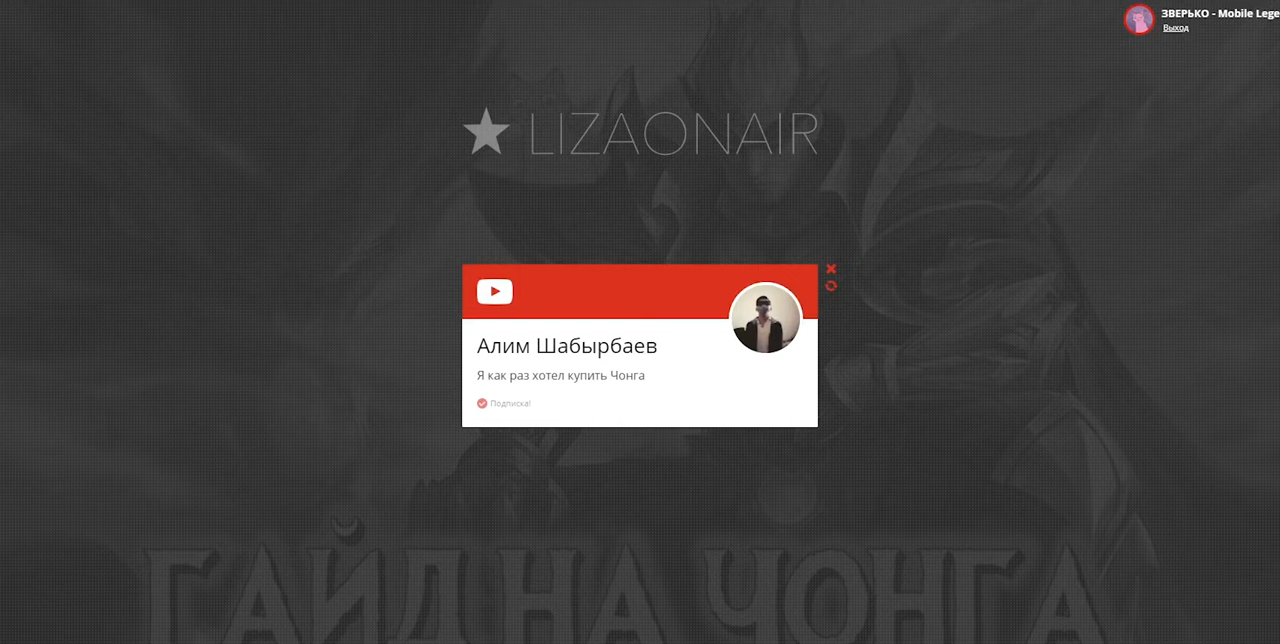 ЗВЕРЬКО - Mobile Lege
Выход
LIZAONAIR
Алим Шабырбаев
Я как раз хотел купить Чонга
Подписка!
ГАЙД НА ЧОНГА